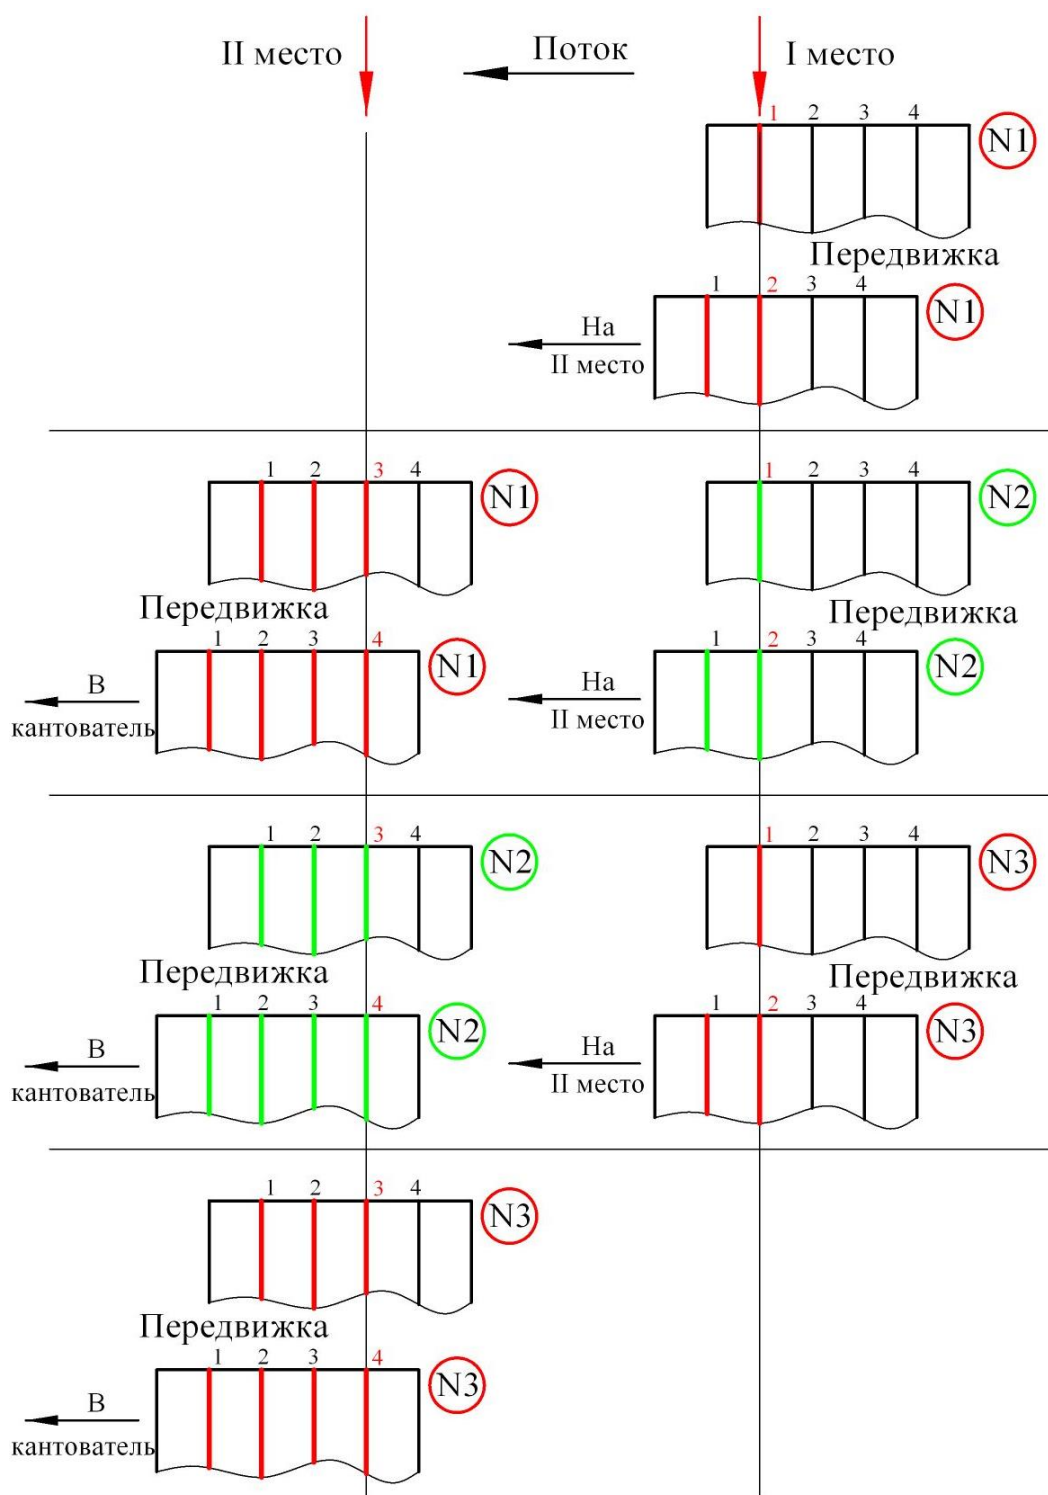 II место
Поток
I место
1 2 3 4
N1
Передвижка
1 2 3 4
N1
На
II место
1 2 3 4
N1
1 2 3 4
N2
Передвижка
Передвижка
1 2 3 4
N1
В
кантователь
1 2 3 4
N2
На
II место
1 2 3 4
N2
1 2 3 4
N3
Передвижка
Передвижка
1 2 3 4
N2
В
кантователь
1 2 3 4
N3
На
II место
1 2 3 4
N3
Передвижка
1 2 3 4
N3
В
кантователь